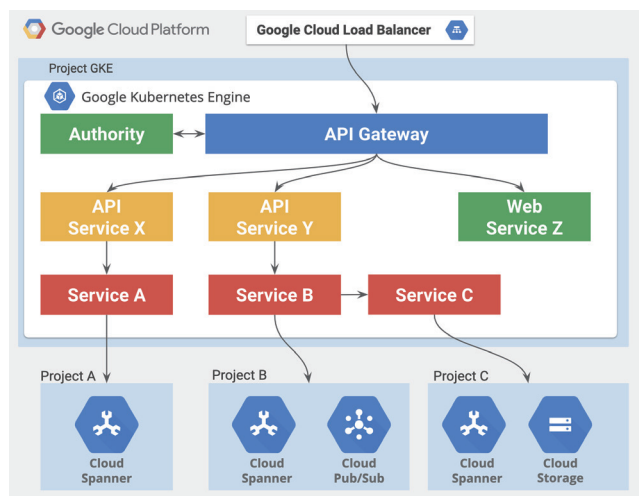 Google Cloud Platform
Google Cloud Load Balancer
Project GKE
Google Kubernetes Engine
Authority
API Gateway
API
Service X
API
Service Y
Web
Service Z
Service A
Service B
Service C
Project A
Project B
Project C
Cloud
Spanner
Cloud
Spanner
Cloud
Pub/Sub
Cloud
Spanner
Cloud
Storage